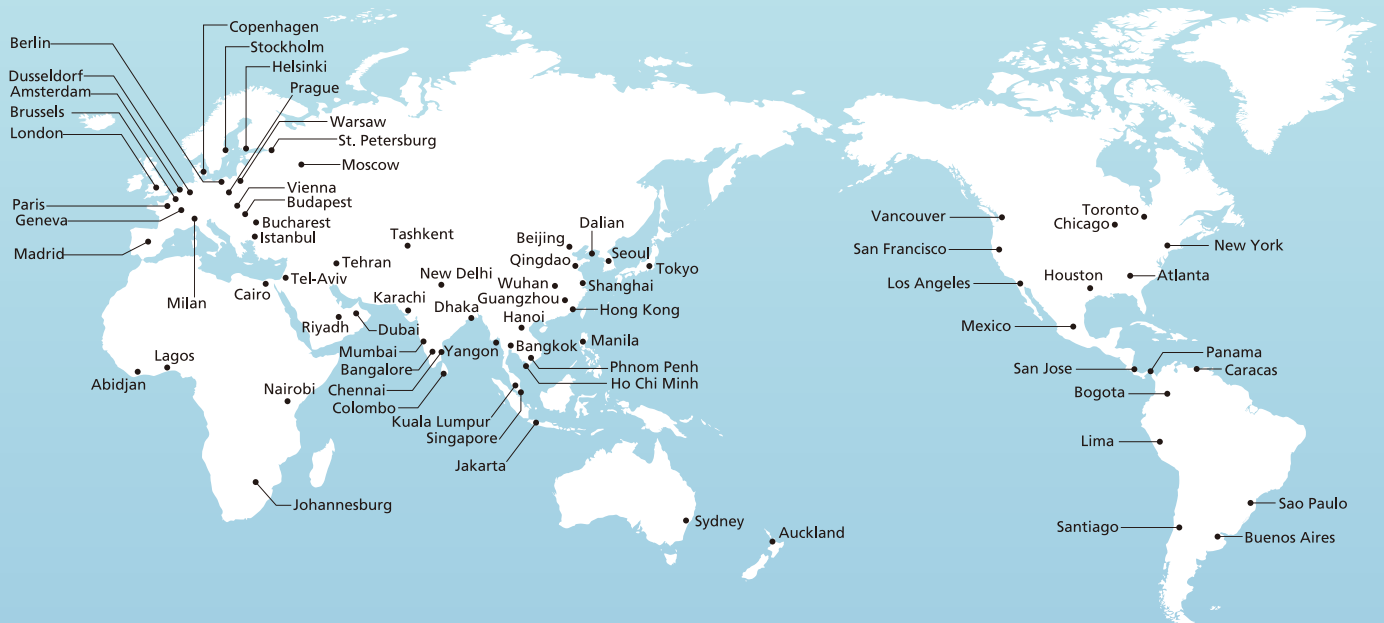 Copenhagen
Berlin
Stockholm
Helsinki
Dusseldorf
Prague
Amsterdam
Brussels
Warsaw
London
St. Petersburg
Moscow
Vienna
Budapest
Paris
Geneva
Bucharest
Istanbul
Madrid
Milan
Tashkent
Tehran
Tel-Aviv
Cairo
Riyadh
Dubai
Karachi
New Delhi
Dhaka
Mumbai
Bangalore
Chennai
Colombo
Yangon
Lagos
Abidjan
Nairobi
Johannesburg
Dalian
Beijing
Qingdao
Seoul
Tokyo
Wuhan
Shanghai
Guangzhou
Hong Kong
Hanoi
Bangkok
Manila
Phnom Penh
Ho Chi Minh
Kuala Lumpur
Singapore
Jakarta
Sydney
Auckland
Vancouver
Toronto
Chicago
San Francisco
New York
Los Angeles
Houston
Atlanta
Mexico
San Jose
Panama
Caracas
Bogota
Lima
Sao Paulo
Santiago
Buenos Aires